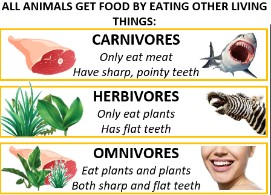 ALL ANIMALS GET FOOD BY EATING OTHER LIVING
THINGS:
CARNIVORES
Only eat meat
Have sharp, pointy teeth
HERBIVORES
Only eat plants
Has flat teeth
OMNIVORES
Eat plants and plants
Both sharp and flat teeth